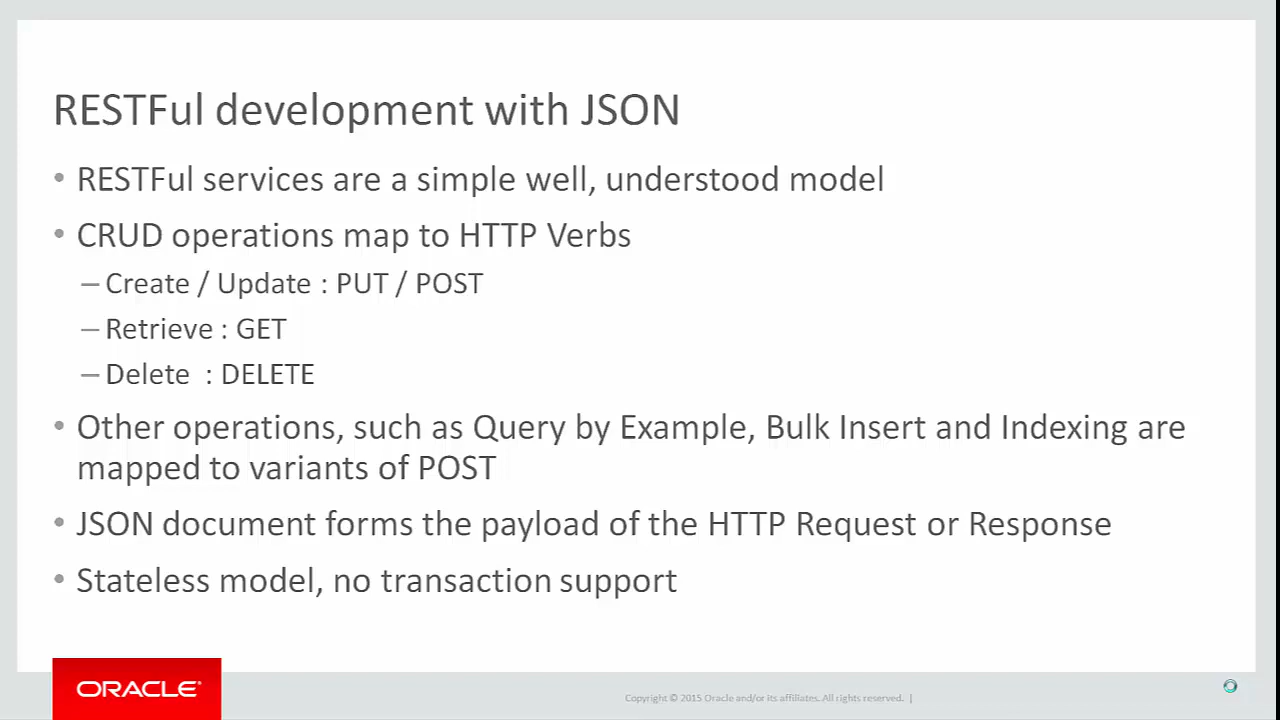 RESTFul development with JSON
• RESTFul services are a simple well, understood model
• CRUD operations map to HTTP Verbs
– Create / Update : PUT / POST
– Retrieve : GET
– Delete : DELETE
• Other operations, such as Query by Example, Bulk Insert and Indexing are
mapped to variants of POST
• JSON document forms the payload of the HTTP Request or Response
• Stateless model, no transaction support
ORACLE®
Copyright © 2015 Oracle and/or its affiliates. All rights reserved. |